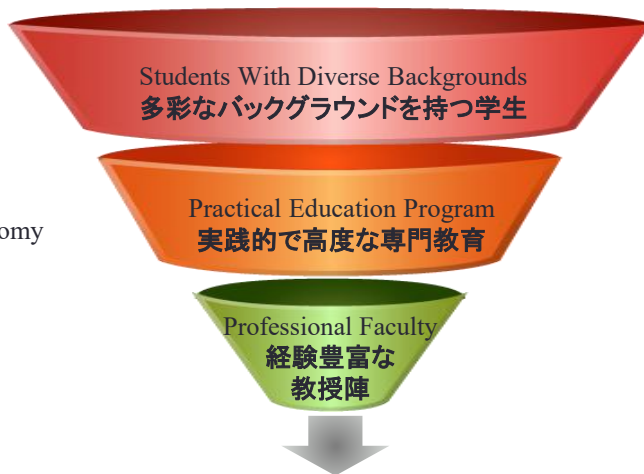 Students With Diverse Backgrounds
多彩なバックグラウンドを持つ学生
omy
Practical Education Program
実践的で高度な専門教育
Professional Faculty
経験豊富な
教授陣